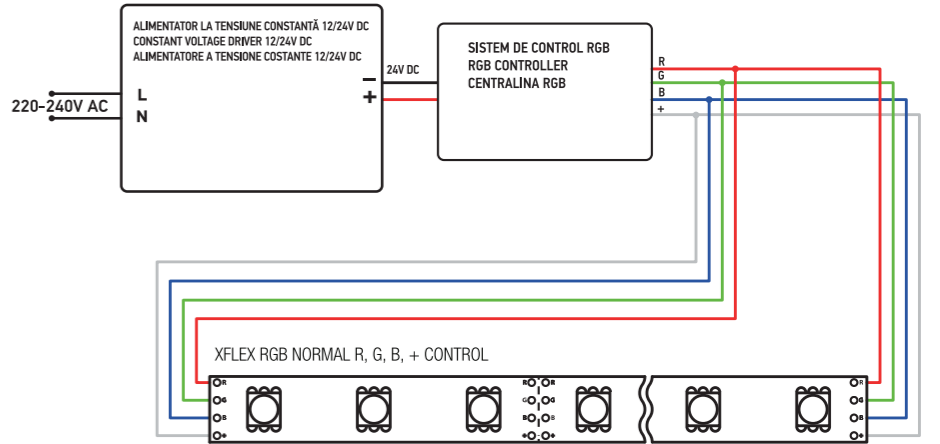 ALIMENTATOR LA TENSIUNE CONSTANTĂ 12/24V DC
CONSTANT VOLTAGE DRIVER 12/24V DC
ALIMENTATORE A TENSIONE COSTANTE 12/24V DC
220-240V AC
L
N
−
+
24V DC
SISTEM DE CONTROL RGB
RGB CONTROLLER
CENTRALINA RGB
R
G
B
+
XFLEX RGB NORMAL R, G, B, + CONTROL
R R R R
G G G G
B B B B
+ + + +